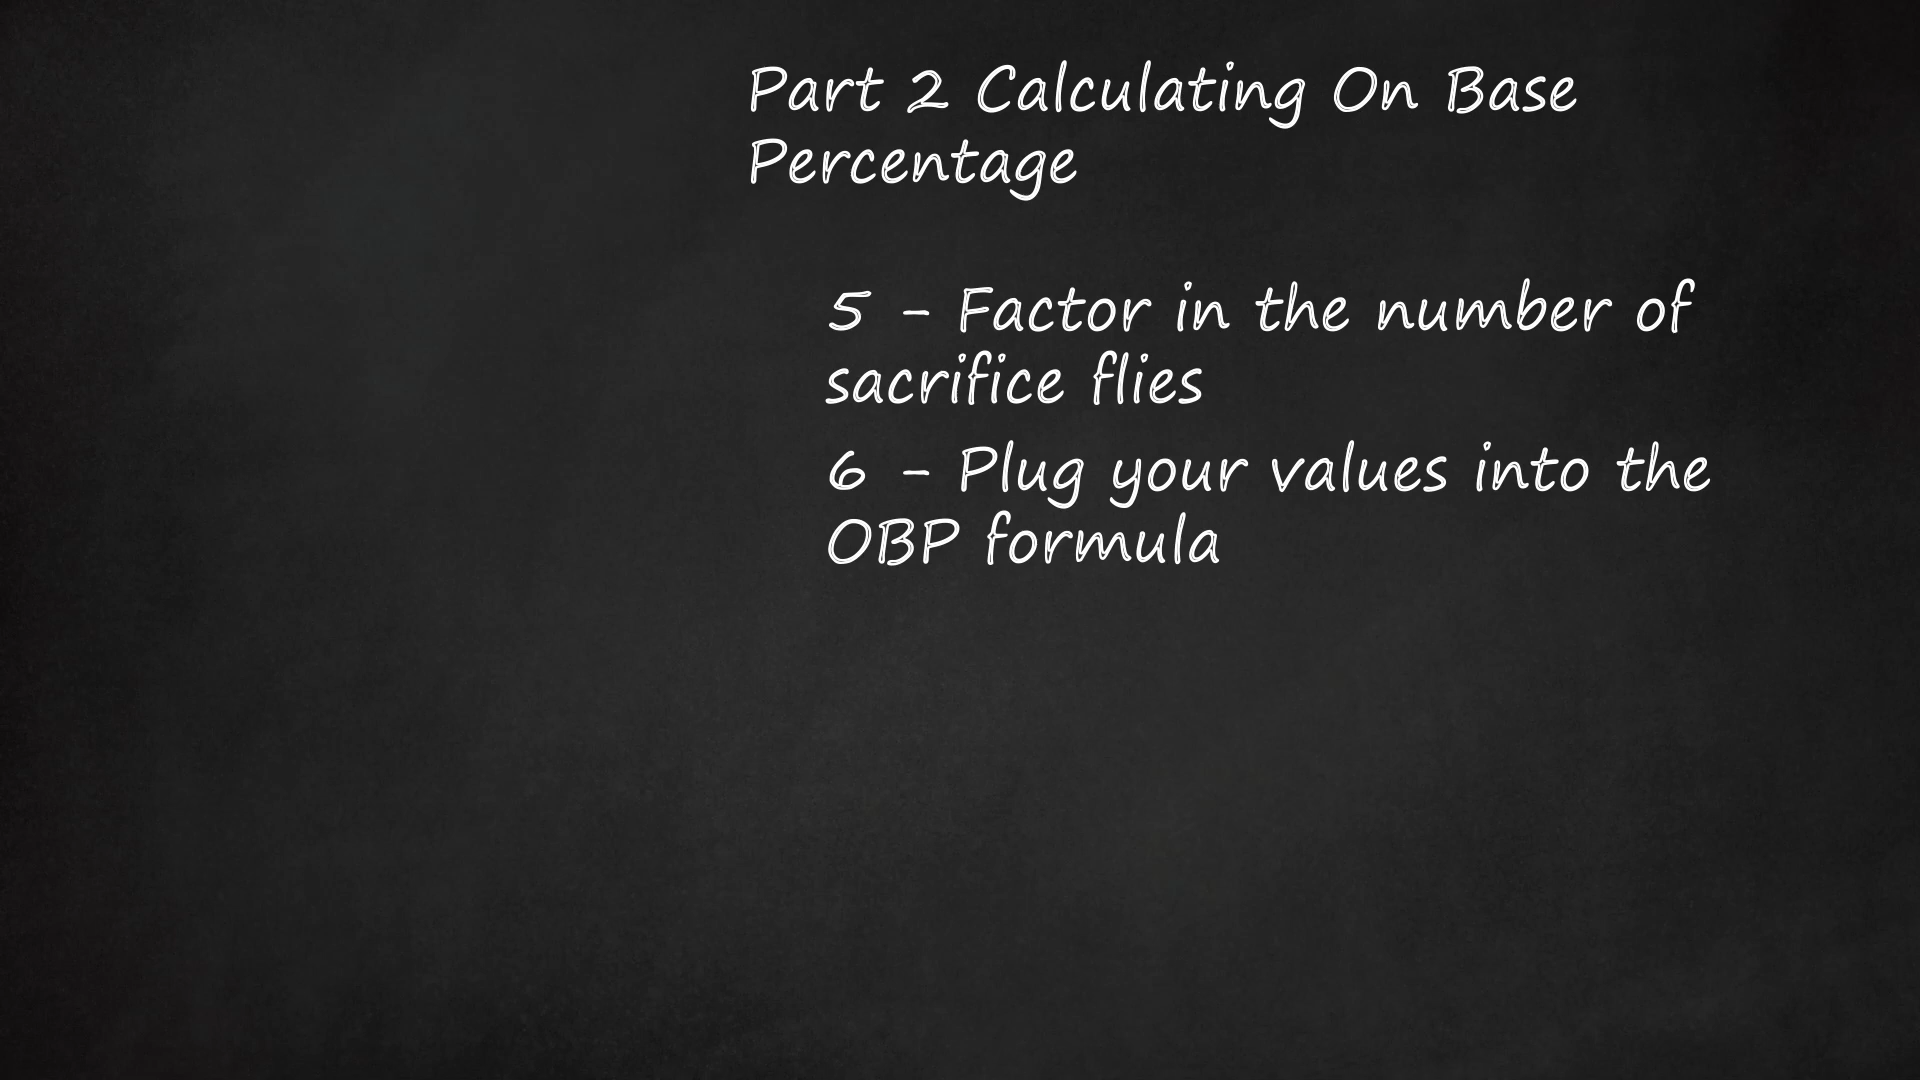 Part 2 Calculating On Base
Percentage
5 - Factor in the number of
sacrifice flies
6 - Plug your values into the
OBP formula